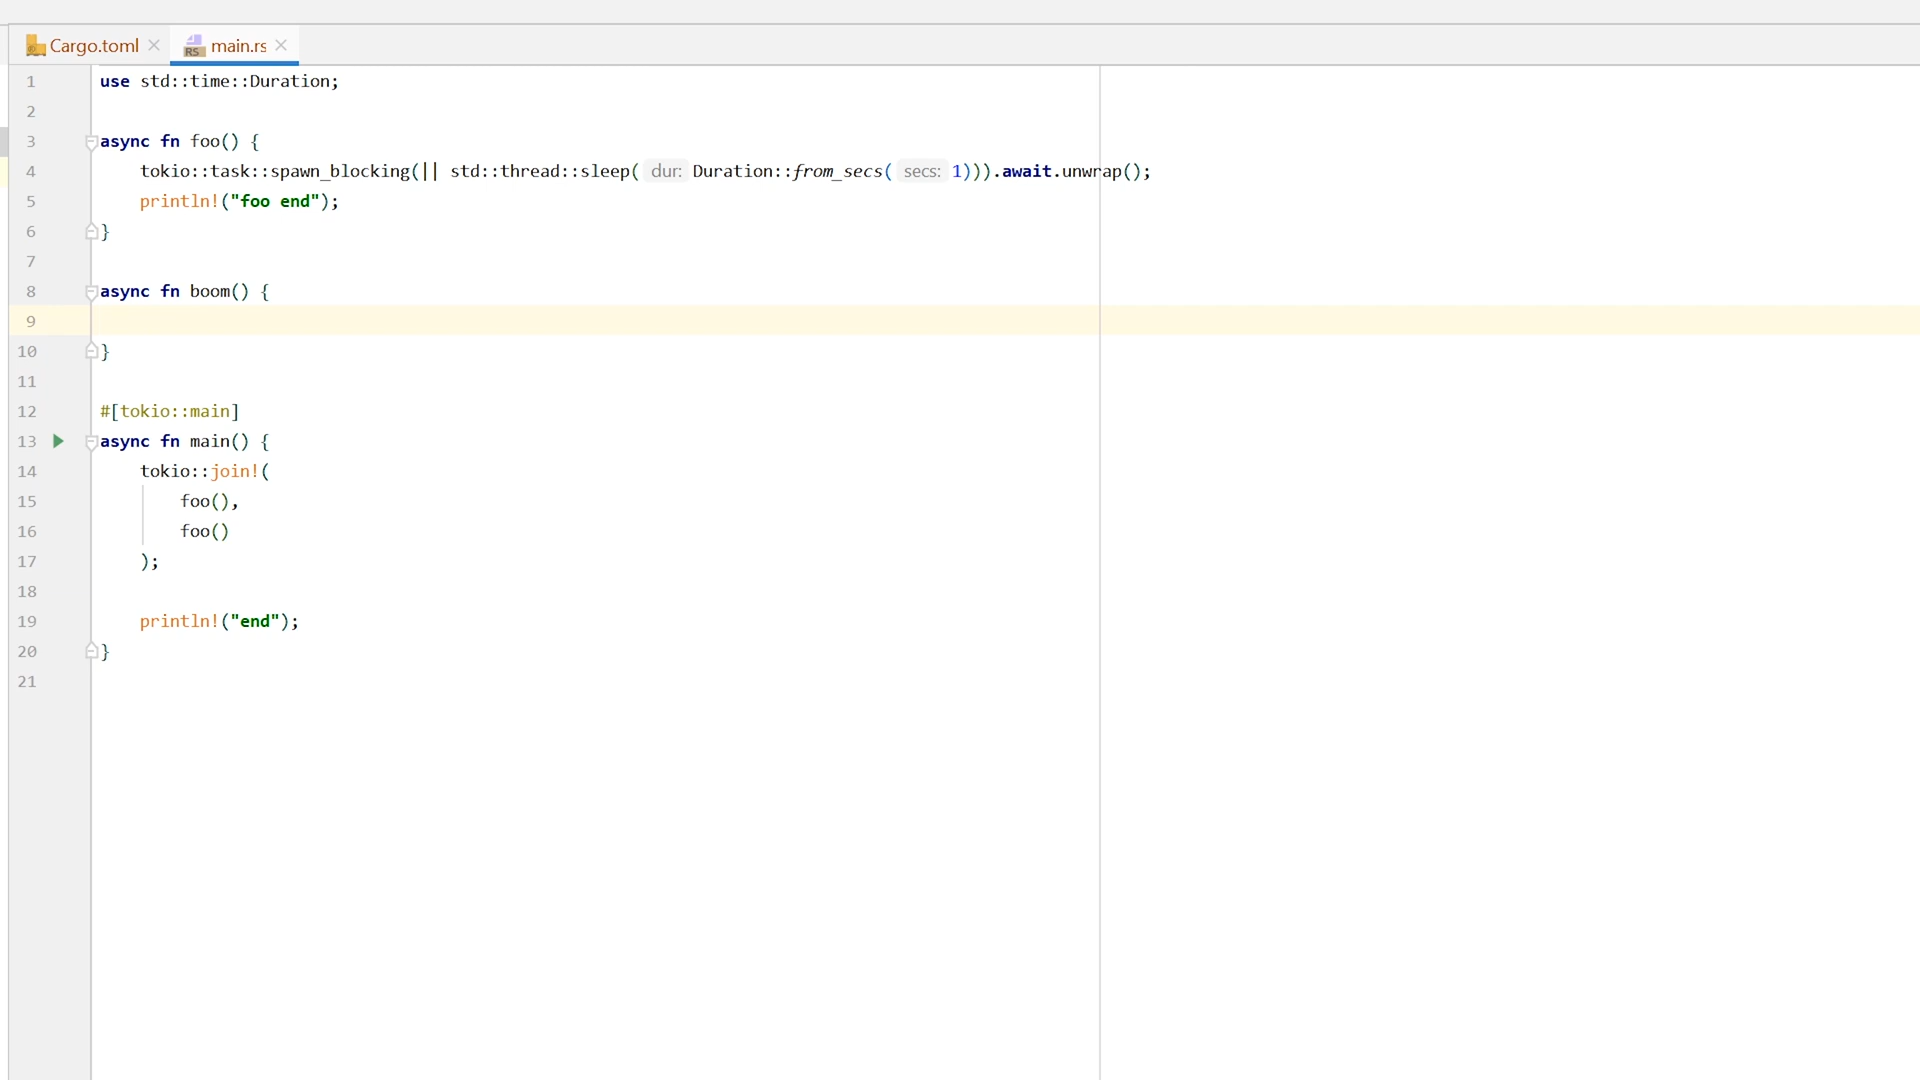 Cargo.toml main.rs
1 use std::time::Duration;
2
3 async fn foo() {
4 tokio::task::spawn_blocking(|| std::thread::sleep( dur: Duration::from_secs( secs: 1))).await.unwrap();
5 println!("foo end");
6 }
7
8 async fn boom() {
9
10 }
11
12 #[tokio::main]
13 async fn main() {
14 tokio::join!(
15 foo(),
16 foo()
17 );
18
19 println!("end");
20 }
21